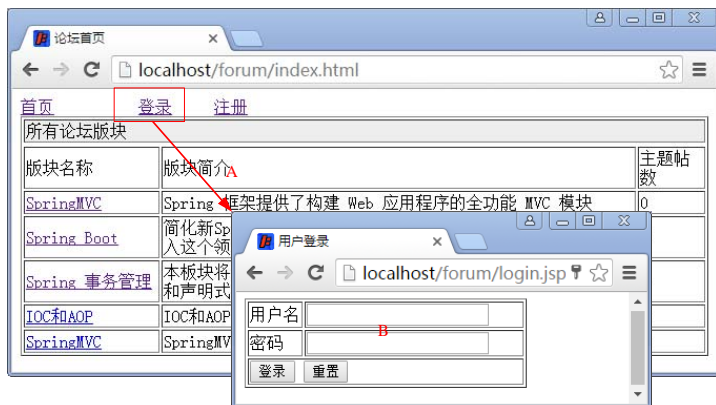 论坛首页
localhost/forum/index.html
首页 登录 注册
所有论坛版块
版块名称 版块简介 主题帖数
A
SpringMVC Spring 框架提供了构建 Web 应用程序的全功能 MVC 模块 0
Spring Boot 简化新Sp
入这个领
Spring 事务管理 本板块将
和声明式
IOC和AOP IOC和AOP
SpringMVC SpringMV
用户登录
localhost/forum/login.jsp
用户名
密码
B
登录 重置